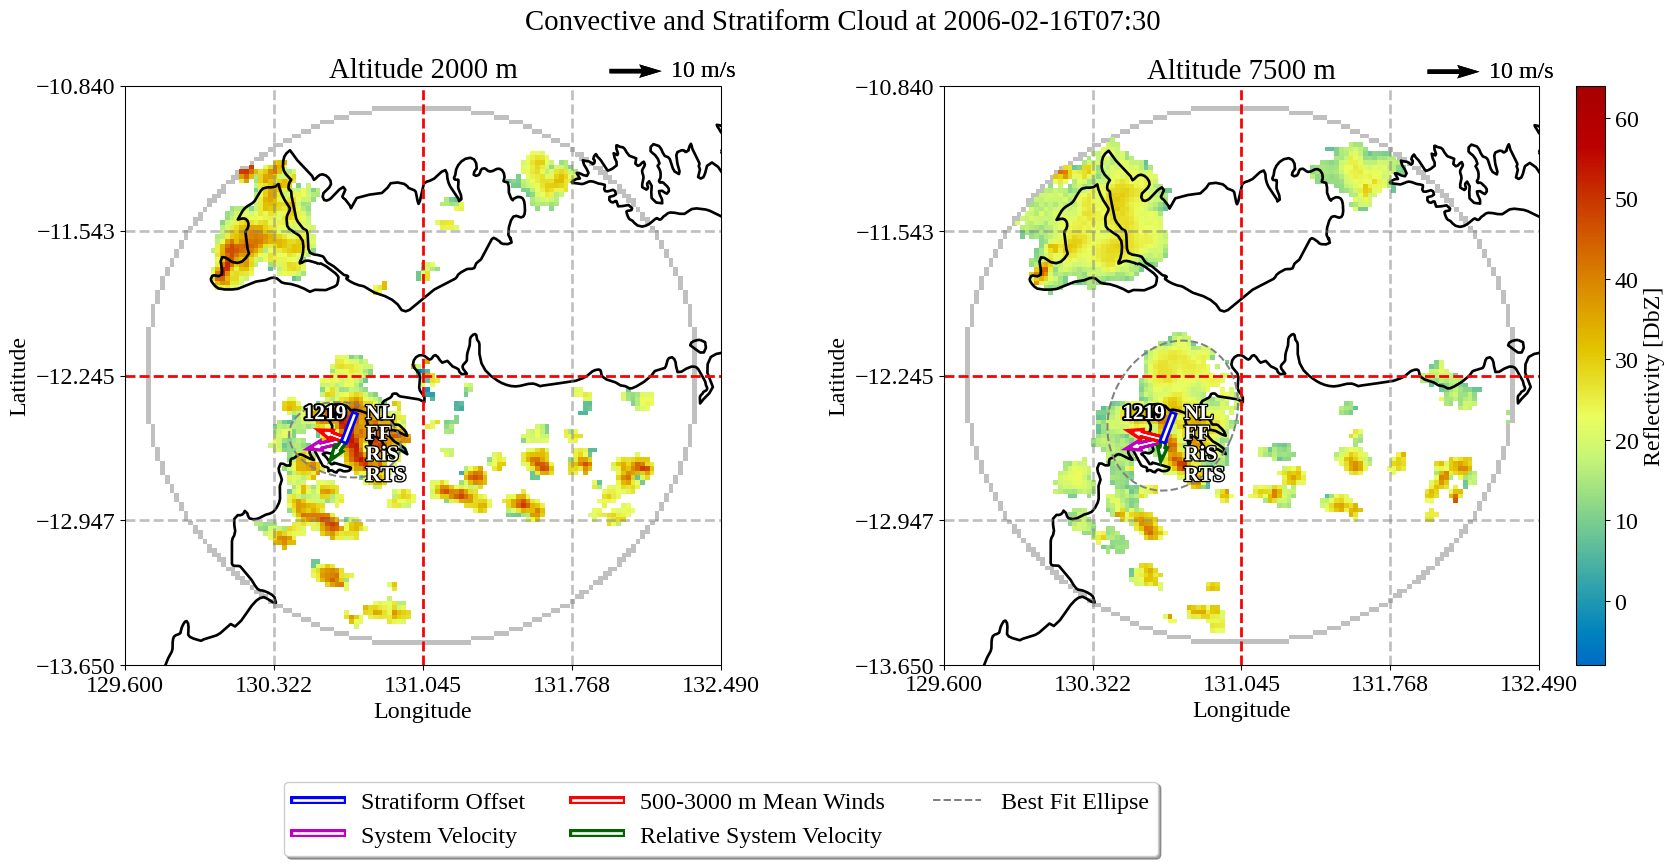 Convective and Stratiform Cloud at 2006-02-16T07:30
Altitude 2000 m
10 m/s
Altitude 7500 m
10 m/s
−10.840
−11.543
−12.245
−12.947
−13.650
Latitude
129.600
130.322
131.045
131.768
132.490
Longitude
1219
NL
FF
RiS
RTS
−10.840
−11.543
−12.245
−12.947
−13.650
Latitude
129.600
130.322
131.045
131.768
132.490
Longitude
1219
NL
FF
RiS
RTS
60
50
40
30
20
10
0
Reflectivity [DbZ]
Stratiform Offset
System Velocity
500-3000 m Mean Winds
Relative System Velocity
Best Fit Ellipse